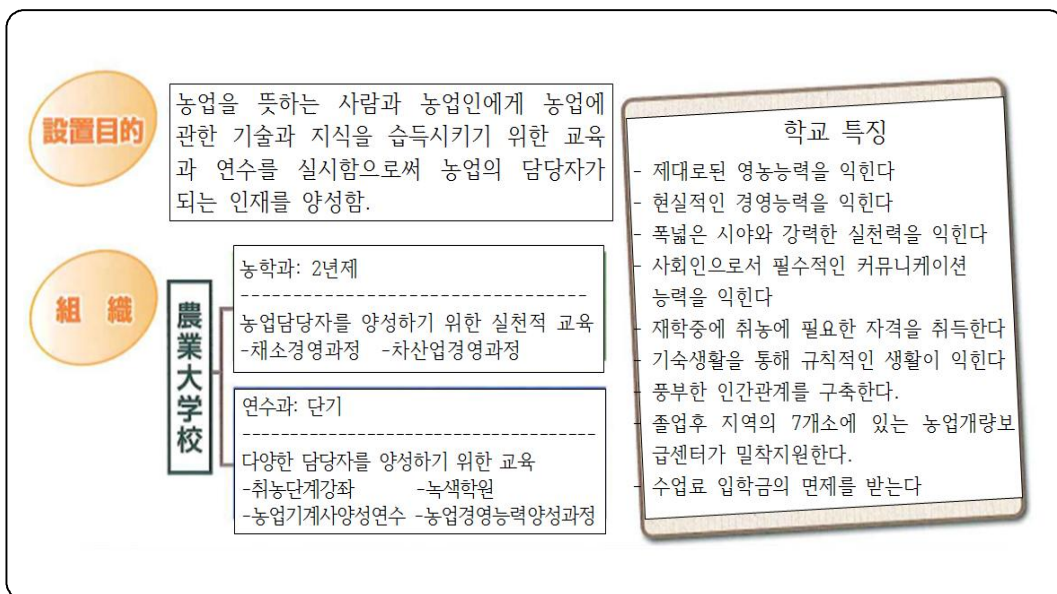 設置目的
농업을 뜻하는 사람과 농업인에게 농업에
관한 기술과 지식을 습득시키기 위한 교육
과 연수를 실시함으로써 농업의 담당자가
되는 인재를 양성함.
組 織
農業大学校
농학과: 2년제
---------------------------------
농업담당자를 양성하기 위한 실천적 교육
-채소경영과정 -차산업경영과정
연수과: 단기
-------------------------------------
다양한 담당자를 양성하기 위한 교육
-취농단계강좌 -녹색학원
-농업기계사양성연수 -농업경영능력양성과정
학교 특징
- 제대로된 영농능력을 익힌다
- 현실적인 경영능력을 익힌다
- 폭넓은 시야와 강력한 실천력을 익힌다
- 사회인으로서 필수적인 커뮤니케이션
능력을 익힌다
- 재학중에 취농에 필요한 자격을 취득한다
- 기숙생활을 통해 규칙적인 생활이 익힌다
- 풍부한 인간관계를 구축한다.
- 졸업후 지역의 7개소에 있는 농업개량보
급센터가 밀착지원한다.
- 수업료 입학금의 면제를 받는다